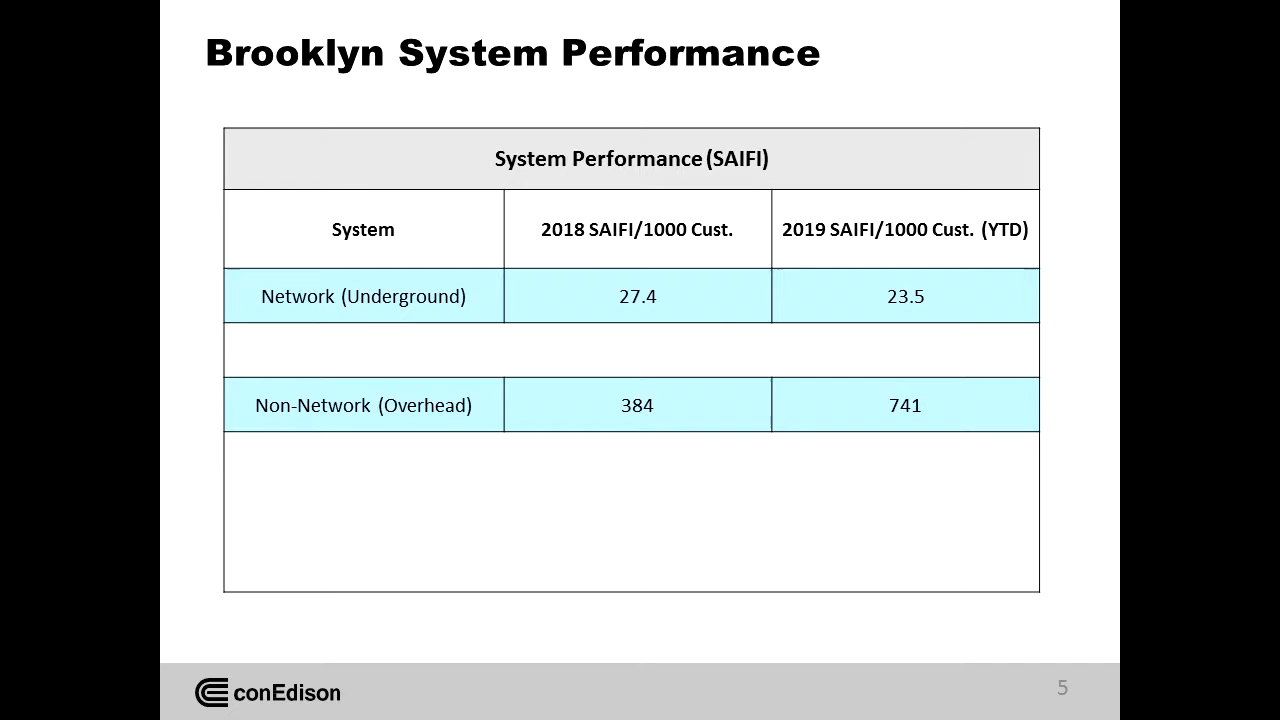 Brooklyn System Performance
System Performance (SAIFI)
System 2018 SAIFI/1000 Cust. 2019 SAIFI/1000 Cust. (YTD)
Network (Underground) 27.4 23.5
Non-Network (Overhead) 384 741
conEdison 5